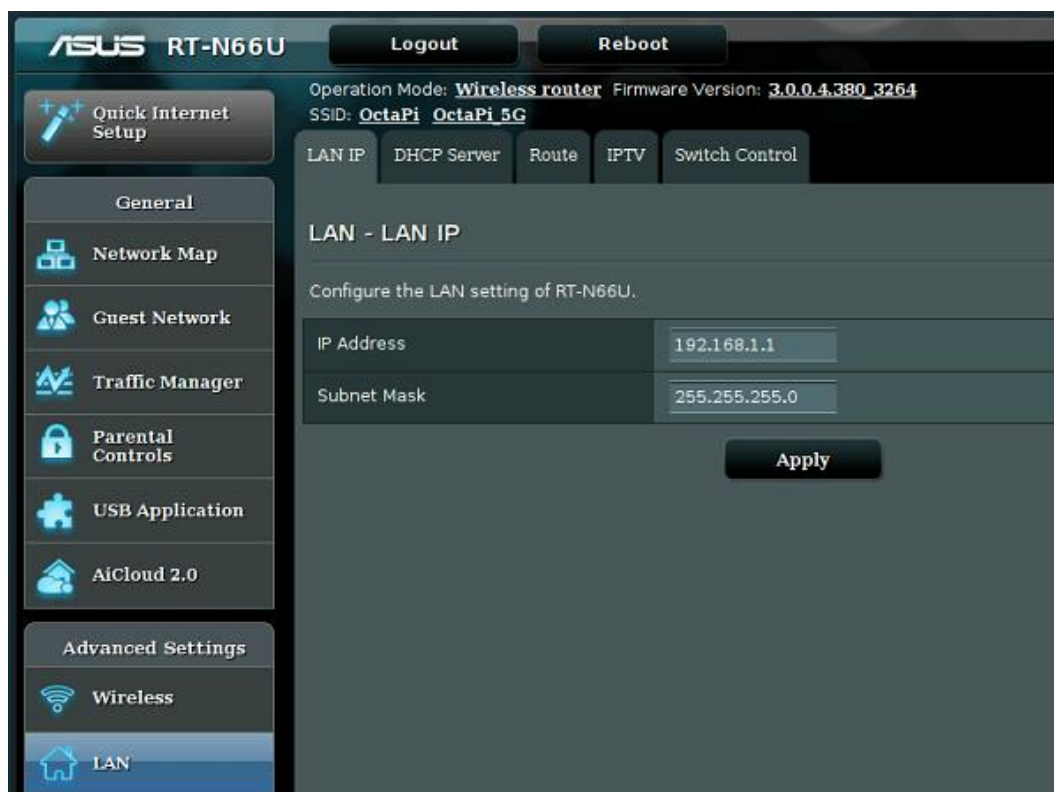 ASUS RT-N66U
Logout
Reboot
Operation Mode: Wireless router Firmware Version: 3.0.0.4.380_3264
SSID: OctaPi OctaPi_5G
Quick Internet
Setup
LAN IP
DHCP Server
Route
IPTV
Switch Control
General
Network Map
Guest Network
Traffic Manager
Parental
Controls
USB Application
AiCloud 2.0
Advanced Settings
Wireless
LAN
LAN - LAN IP
Configure the LAN setting of RT-N66U.
IP Address 192.168.1.1
Subnet Mask 255.255.255.0
Apply